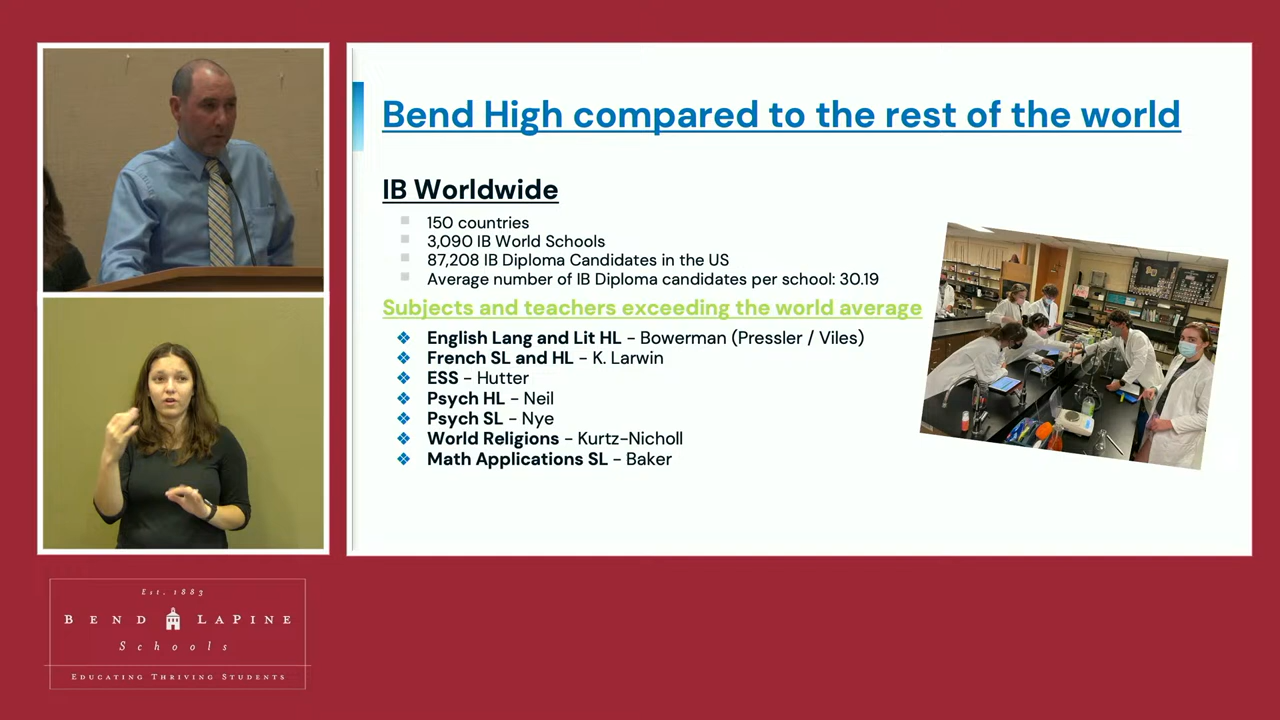 Bend High compared to the rest of the world
IB Worldwide
150 countries
3,090 IB World Schools
87,208 IB Diploma Candidates in the US
Average number of IB Diploma candidates per school: 30.19
Subjects and teachers exceeding the world average
English Lang and Lit HL – Bowerman (Pressler / Viles)
French SL and HL – K. Larwin
ESS – Hutter
Psych HL – Neil
Psych SL – Nye
World Religions – Kurtz-Nicholl
Math Applications SL – Baker
Est. 1883
BEND LAPINE
Schools
EDUCATING THRIVING STUDENTS